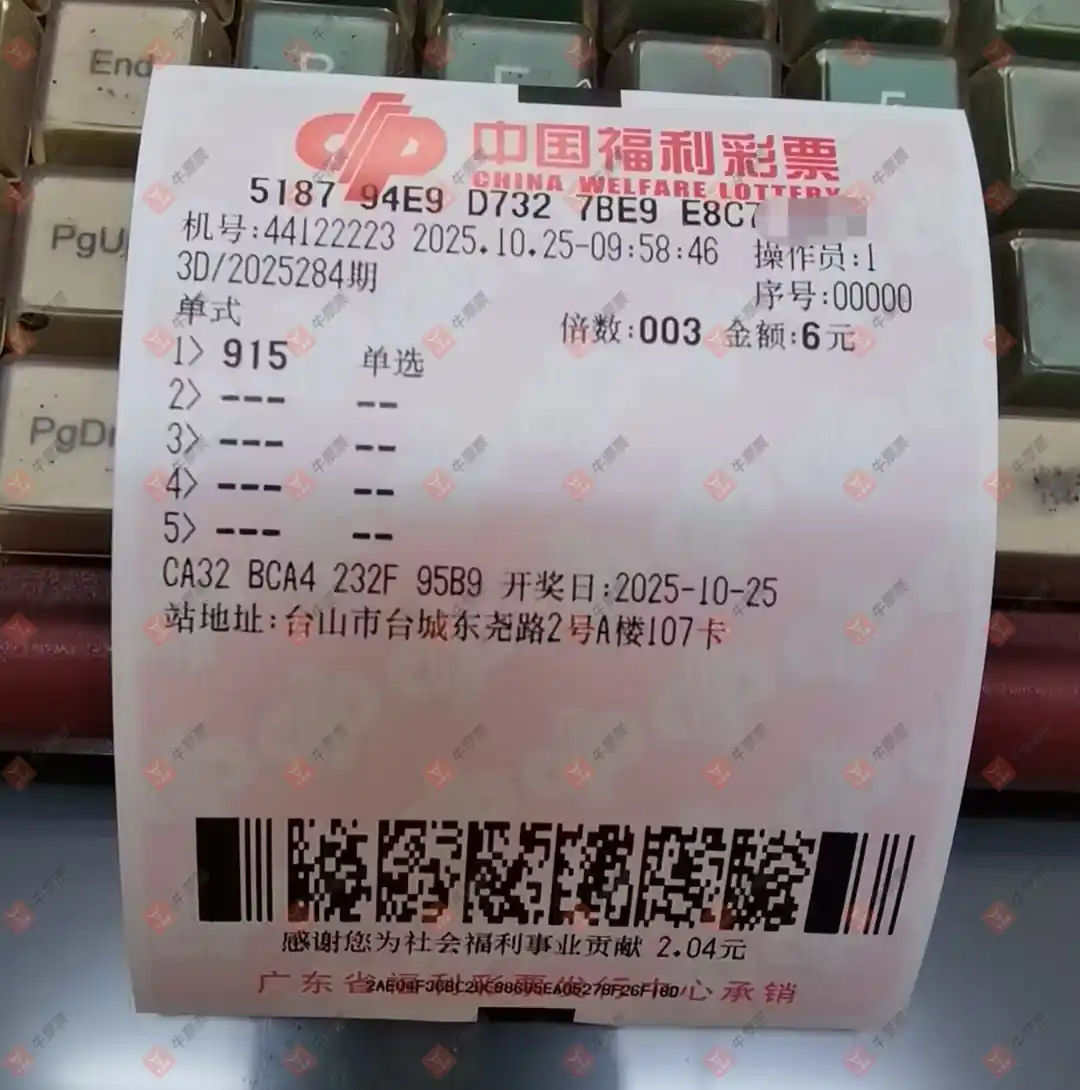 End
中国福利彩票
CHINA WELFARE LOTTERY
5187 94E9 D732 7BE9 E8C7
机号:44122223 2025.10.25-09:58:46 操作员:1
3D/2025284期 序号:00000
单式 倍数:003 金额:6元
1> 915 单选
2> --- --
3> --- --
4> --- --
5> --- --
CA32 BCA4 232F 95B9 开奖日:2025-10-25
站地址:台山市台城东尧路2号A楼107卡
感谢您为社会福利事业贡献 2.04元
广东省福利彩票发行中心承销
PgU
PgDn
牛票票